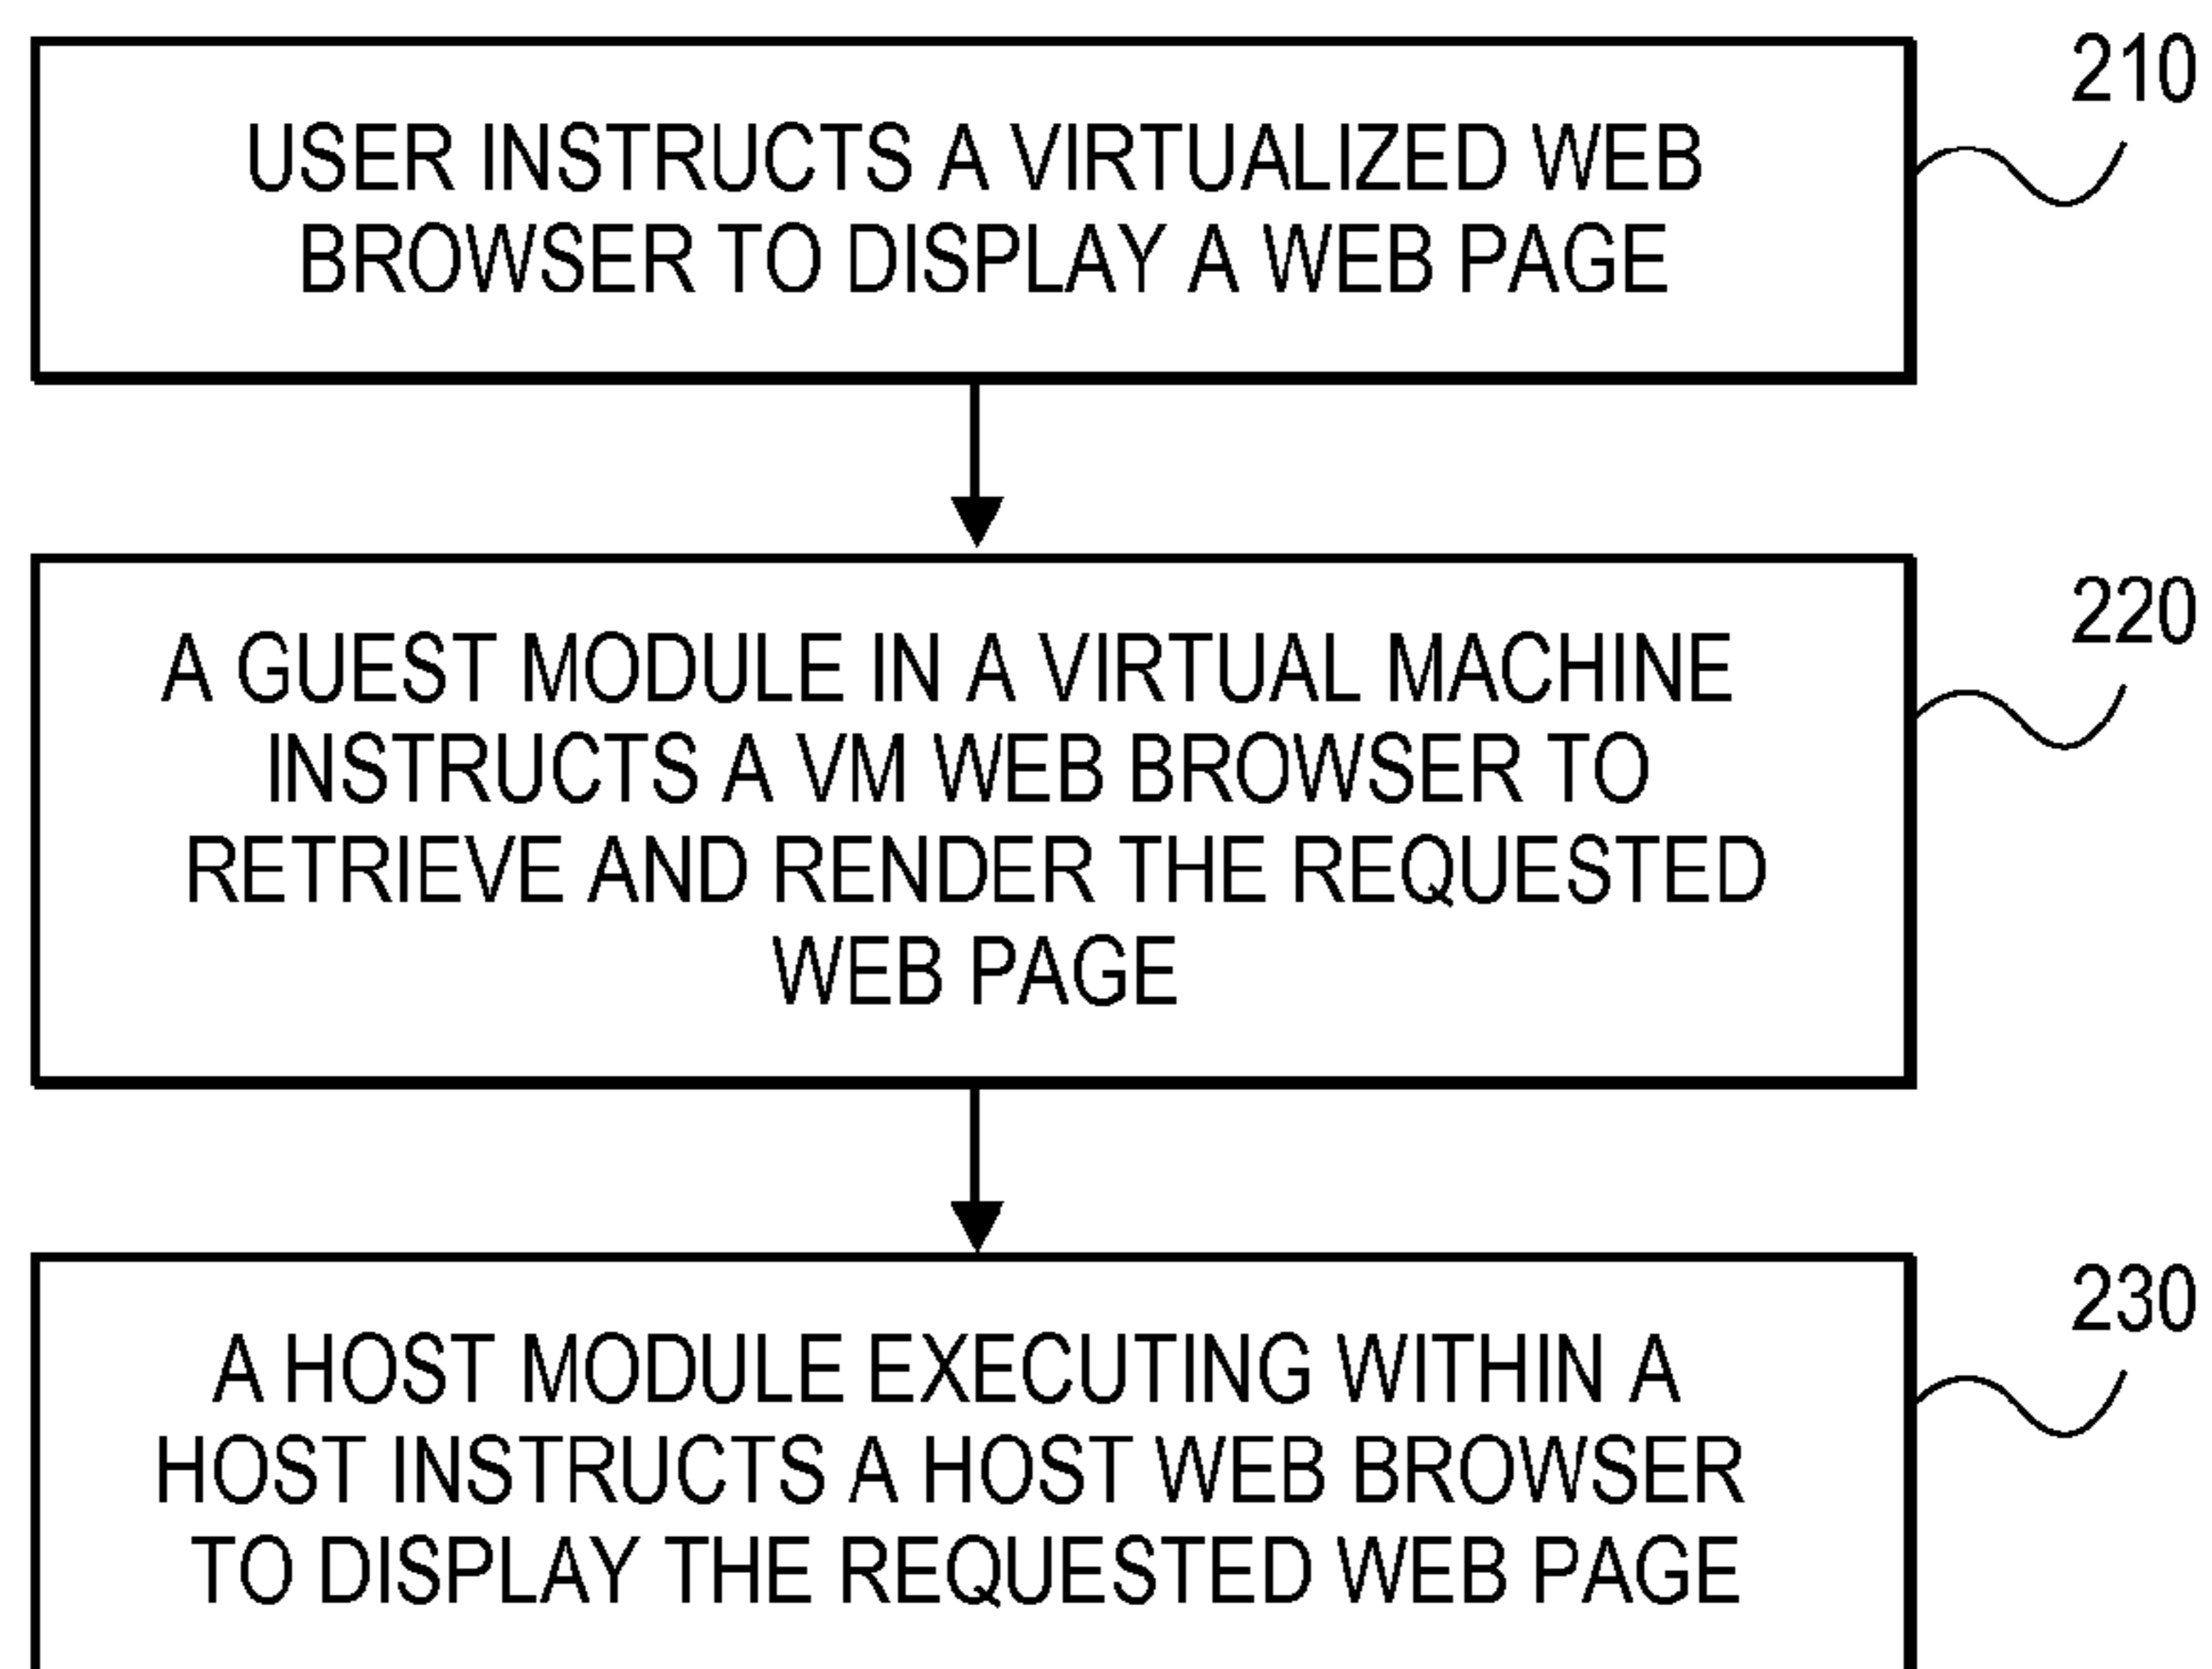 210
USER INSTRUCTS A VIRTUALIZED WEB
BROWSER TO DISPLAY A WEB PAGE
220
A GUEST MODULE IN A VIRTUAL MACHINE
INSTRUCTS A VM WEB BROWSER TO
RETRIEVE AND RENDER THE REQUESTED
WEB PAGE
230
A HOST MODULE EXECUTING WITHIN A
HOST INSTRUCTS A HOST WEB BROWSER
TO DISPLAY THE REQUESTED WEB PAGE